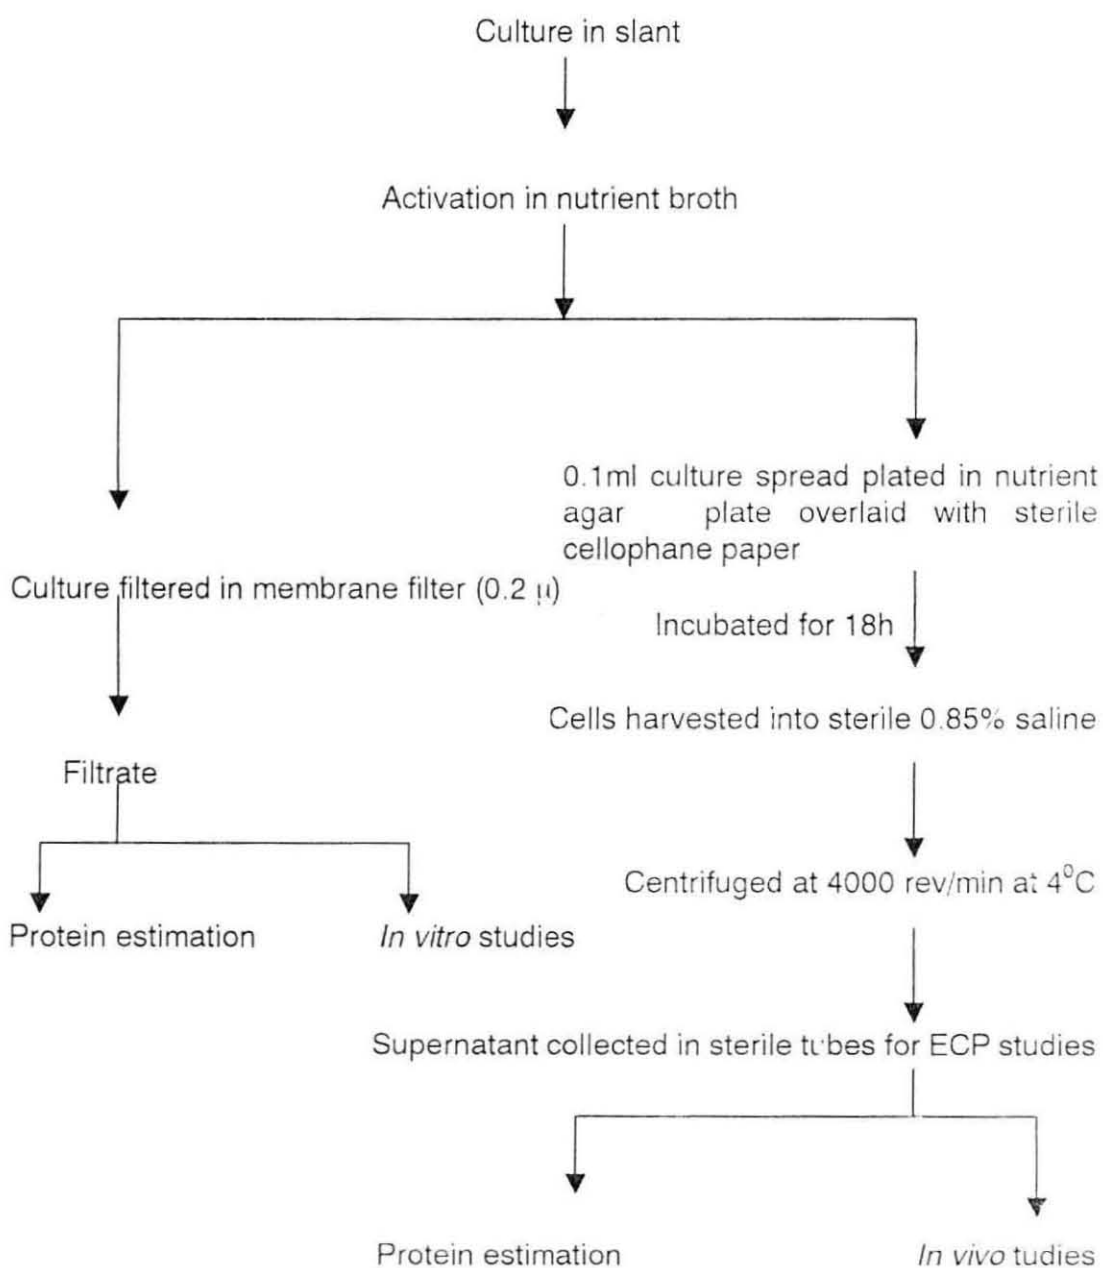 Culture in slant
Activation in nutrient broth
0.1ml culture spread plated in nutrient
agar plate overlaid with sterile
cellophane paper
Culture filtered in membrane filter (0.2 µ)
Incubated for 18h
Cells harvested into sterile 0.85% saline
Filtrate
Centrifuged at 4000 rev/min at 4⁰C
Protein estimation
In vitro studies
Supernatant collected in sterile tubes for ECP studies
Protein estimation
In vivo tudies